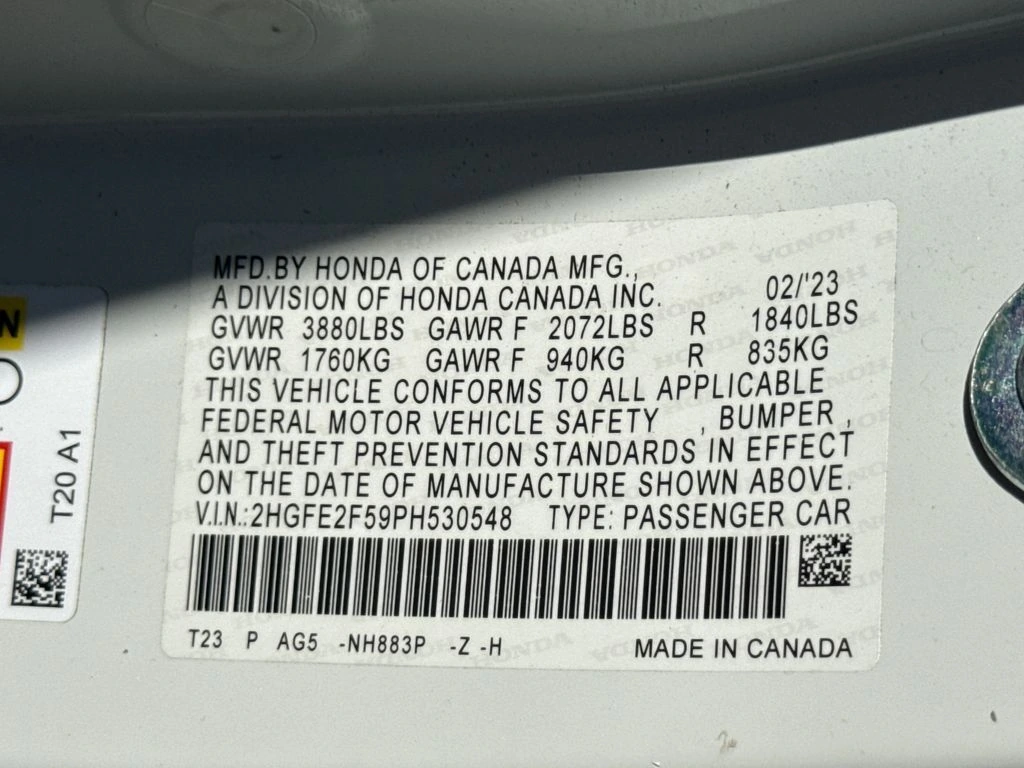 MFD.BY HONDA OF CANADA MFG.,
A DIVISION OF HONDA CANADA INC. 02/'23
GVWR 3880LBS GAWR F 2072LBS R 1840LBS
GVWR 1760KG GAWR F 940KG R 835KG
THIS VEHICLE CONFORMS TO ALL APPLICABLE
FEDERAL MOTOR VEHICLE SAFETY , BUMPER ,
AND THEFT PREVENTION STANDARDS IN EFFECT
ON THE DATE OF MANUFACTURE SHOWN ABOVE.
V.I.N.:2HGFE2F59PH530548 TYPE: PASSENGER CAR
T23 P AG5 -NH883P -Z -H MADE IN CANADA
T20 A1